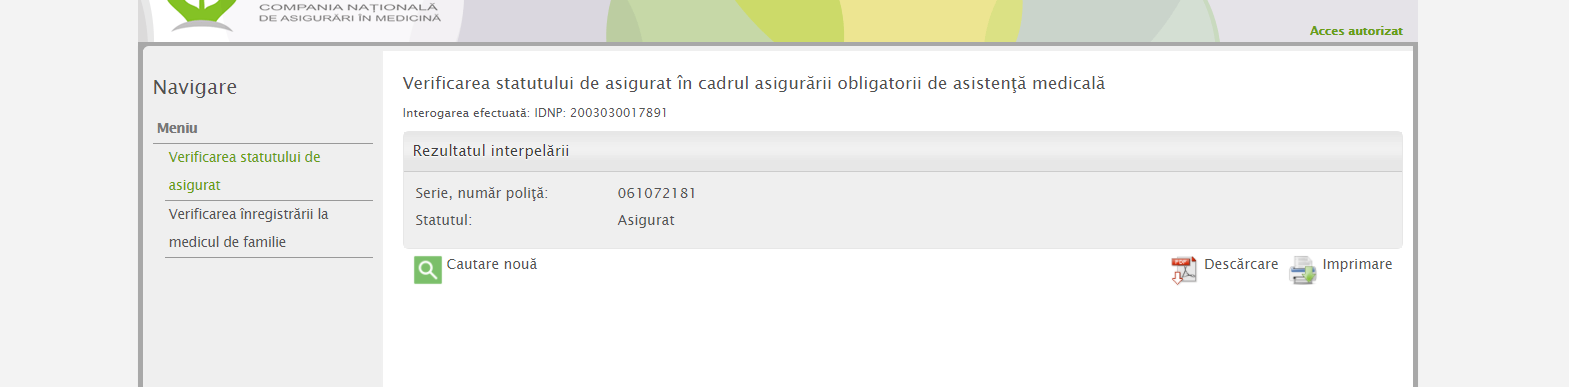 COMPANIA NAȚIONALĂ
DE ASIGURĂRI ÎN MEDICINĂ
Acces autorizat
Navigare
Meniu
Verificarea statutului de
asigurat
Verificarea înregistrării la
medicul de familie
Verificarea statutului de asigurat în cadrul asigurării obligatorii de asistenţă medicală
Interogarea efectuată: IDNP: 2003030017891
Rezultatul interpelării
Serie, număr poliţă: 061072181
Statutul: Asigurat
Cautare nouă
PDF
Descărcare
Imprimare